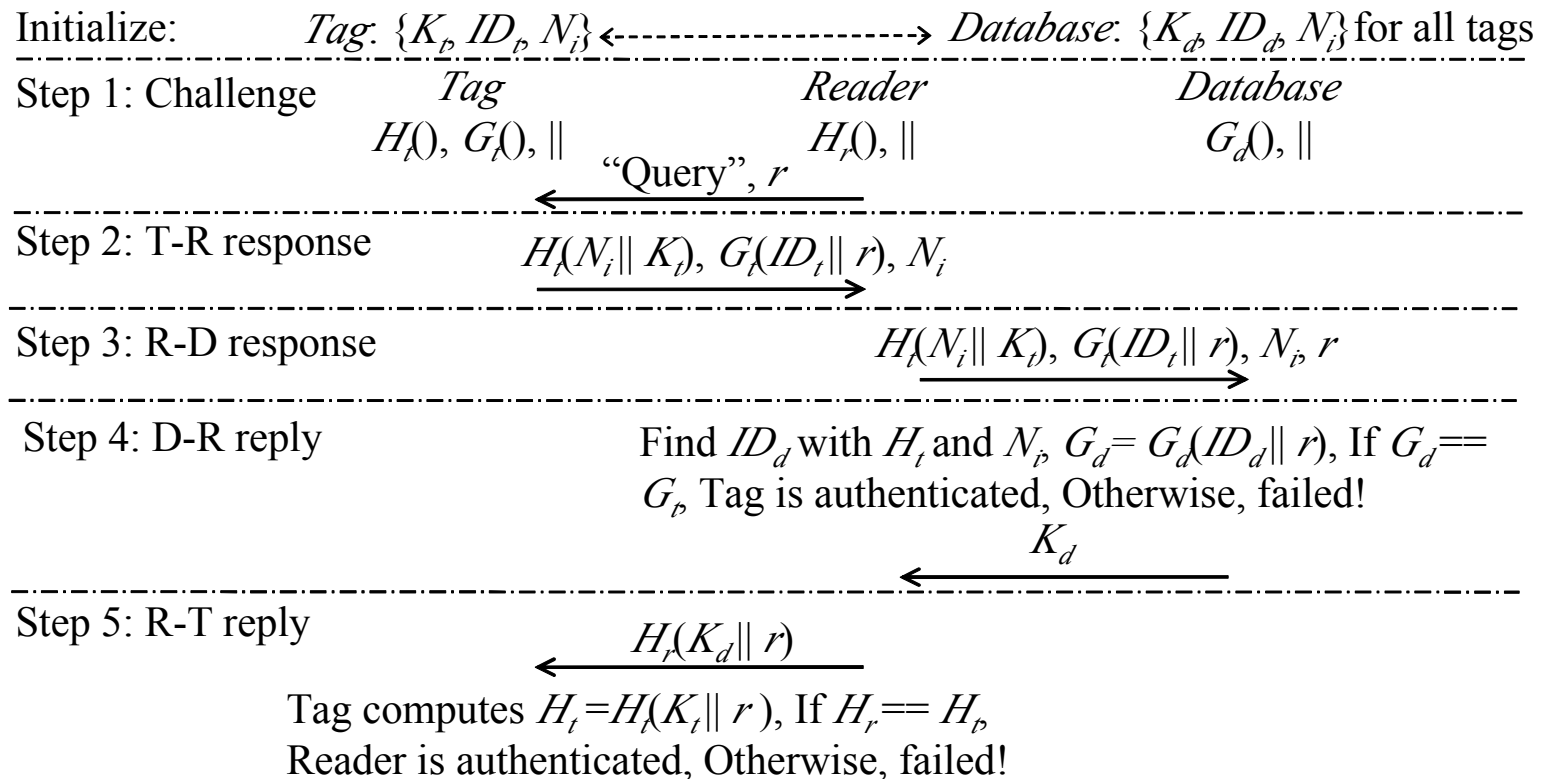 Initialize: Tag: {K_t, ID_t, N_i} <----------> Database: {K_d, ID_d, N_i} for all tags
Step 1: Challenge Tag Reader Database
H_t(), G_t(), || H_r(), || G_d(), ||
“Query”, r
Step 2: T-R response H_t(N_i || K_t), G_t(ID_t || r), N_i
Step 3: R-D response H_t(N_i || K_t), G_t(ID_t || r), N_i, r
Step 4: D-R reply Find ID_d with H_t and N_i, G_d = G_d(ID_d || r), If G_d ==
G_t, Tag is authenticated, Otherwise, failed!
K_d
Step 5: R-T reply H_r(K_d || r)
Tag computes H_t =H_t(K_t || r ), If H_r == H_t,
Reader is authenticated, Otherwise, failed!